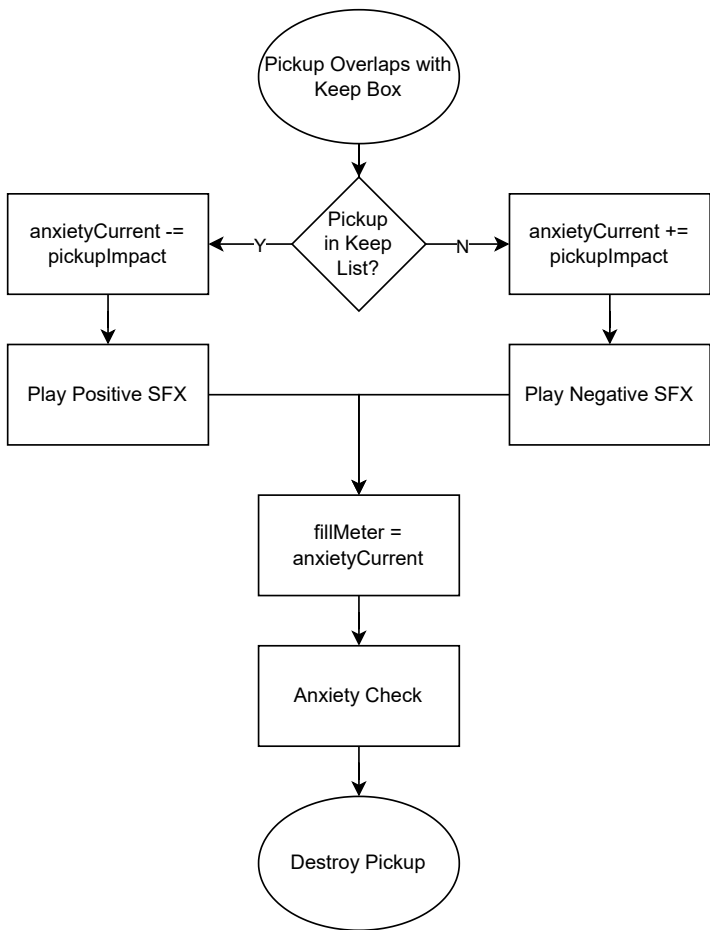 Pickup Overlaps with
Keep Box
Pickup
in Keep
List?
Y
N
anxietyCurrent -=
pickupImpact
anxietyCurrent +=
pickupImpact
Play Positive SFX
Play Negative SFX
fillMeter =
anxietyCurrent
Anxiety Check
Destroy Pickup